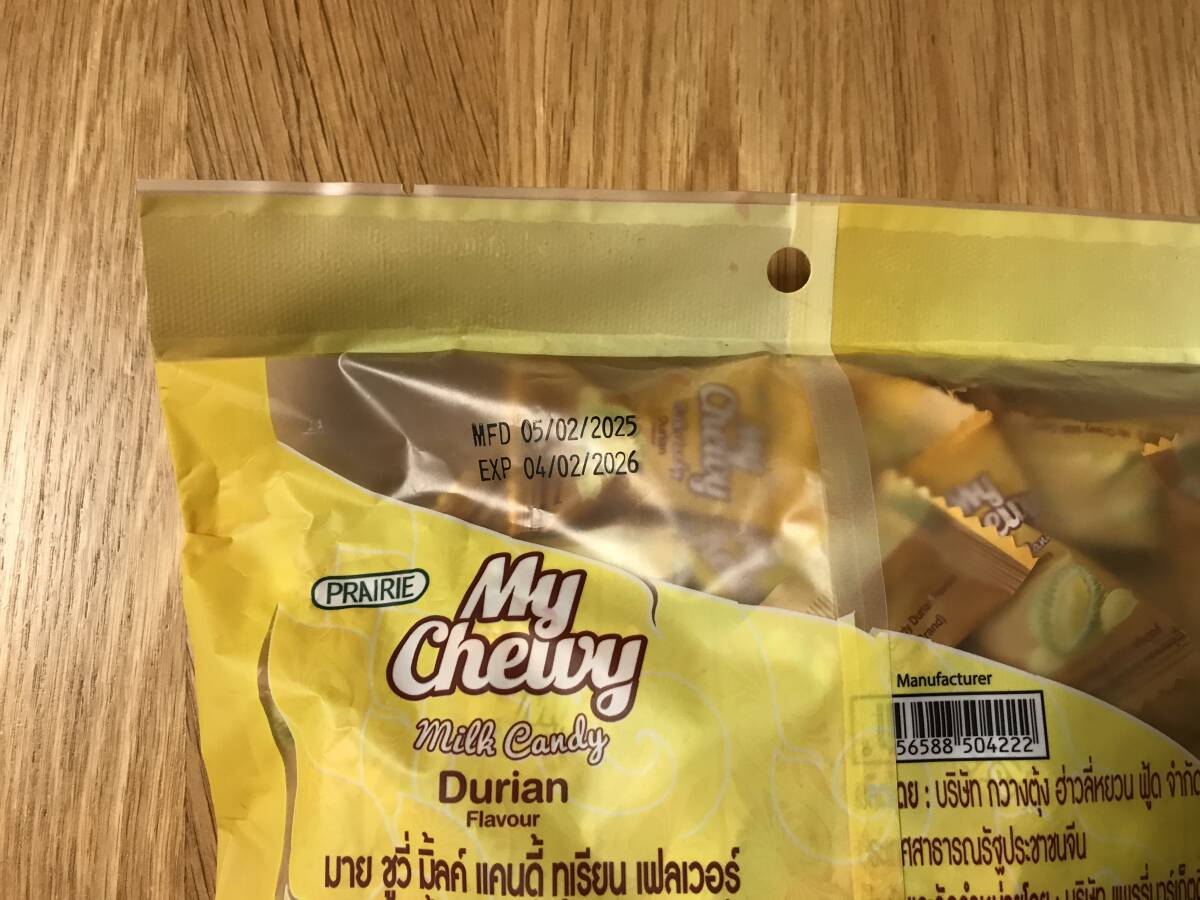 MFD 05/02/2025
EXP 04/02/2026
PRAIRIE
My
Chewy
Milk Candy
Durian
Flavour
มาย ชูวี่ มิ้ลค์ แคนดี้ ทูเรียน เฟลเวอร์
My
Chewy
Durian
Manufacturer
56588 504222
: บริษัท กวางตุ้ง ฮ่าวลี่หยวน ฟู้ด จำกัด
สาธารณรัฐประชาชนจีน